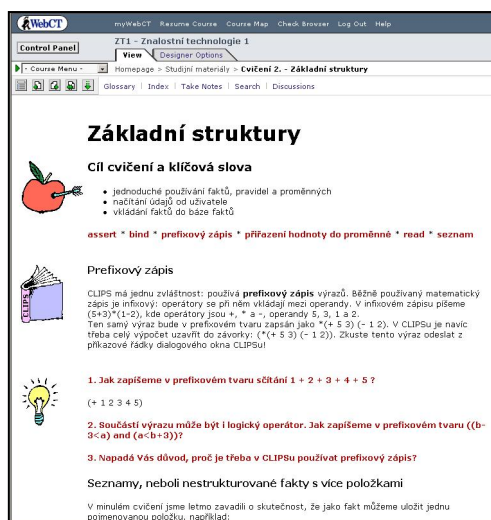 WebCT
myWebCT Resume Course Course Map Check Browser Log Out Help
Control Panel
ZT1 - Znalostní technologie 1
View Designer Options
- Course Menu -
Homepage > Studijní materiály > Cvičení 2. - Základní struktury
Glossary | Index | Take Notes | Search | Discussions
Základní struktury
Cíl cvičení a klíčová slova
• jednoduché používání faktů, pravidel a proměnných
• načítání údajů od uživatele
• vkládání faktů do báze faktů
assert * bind * prefixový zápis * přiřazení hodnoty do proměnné * read * seznam
CLIPS
Prefixový zápis
CLIPS má jednu zvláštnost: používá prefixový zápis výrazů. Běžně používaný matematický
zápis je infixový: operátory se při něm vkládají mezi operandy. V infixovém zápisu píšeme
(5+3)*(1-2), kde operátory jsou +, * a -, operandy 5, 3, 1 a 2.
Ten samý výraz bude v prefixovém tvaru zapsán jako *(+ 5 3) (- 1 2). V CLIPSu je navíc
třeba celý výpočet uzavřít do závorky: (*(+ 5 3) (- 1 2)). Zkuste tento výraz odeslat z
příkazové řádky dialogového okna CLIPSu!
1. Jak zapíšeme v prefixovém tvaru sčítání 1 + 2 + 3 + 4 + 5 ?
(+ 1 2 3 4 5)
2. Součástí výrazu může být i logický operátor. Jak zapíšeme v prefixovém tvaru ((b-
3<a) and (a<b+3))?
3. Napadá Vás důvod, proč je třeba v CLIPSu používat prefixový zápis?
Seznamy, neboli nestrukturované fakty s více položkami
V minulém cvičení jsme letmo zavadili o skutečnost, že jako fakt můžeme uložit jednu
pojmenovanou položku, například: